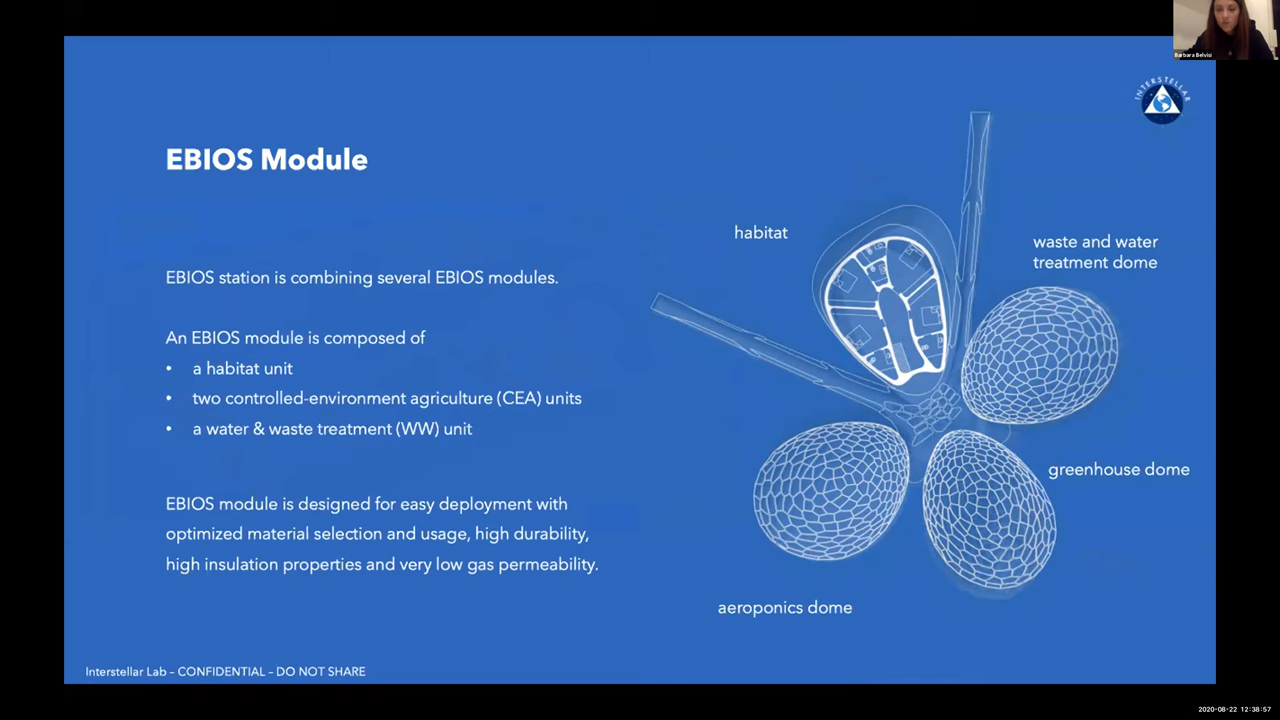 Barbara Belvisi
INTERSTELLAR
EBIOS Module
EBIOS station is combining several EBIOS modules.
An EBIOS module is composed of
• a habitat unit
• two controlled-environment agriculture (CEA) units
• a water & waste treatment (WW) unit
EBIOS module is designed for easy deployment with
optimized material selection and usage, high durability,
high insulation properties and very low gas permeability.
habitat
waste and water
treatment dome
greenhouse dome
aeroponics dome
Interstellar Lab – CONFIDENTIAL – DO NOT SHARE
2020-08-22 12:38:57